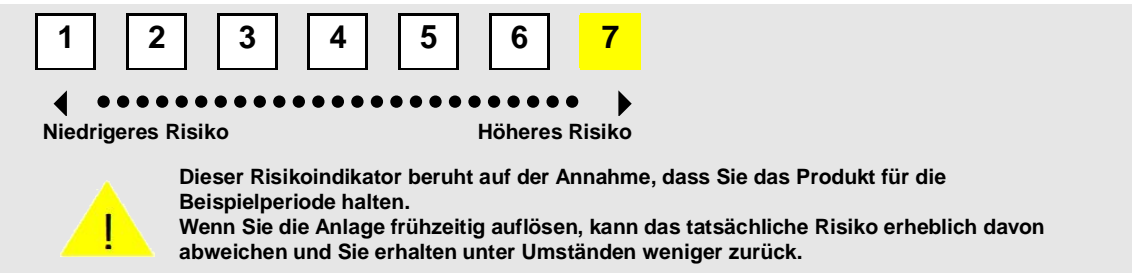 1 2 3 4 5 6 7
Niedrigeres Risiko Höheres Risiko
Dieser Risikoindikator beruht auf der Annahme, dass Sie das Produkt für die
Beispielperiode halten.
Wenn Sie die Anlage frühzeitig auflösen, kann das tatsächliche Risiko erheblich davon
abweichen und Sie erhalten unter Umständen weniger zurück.
!